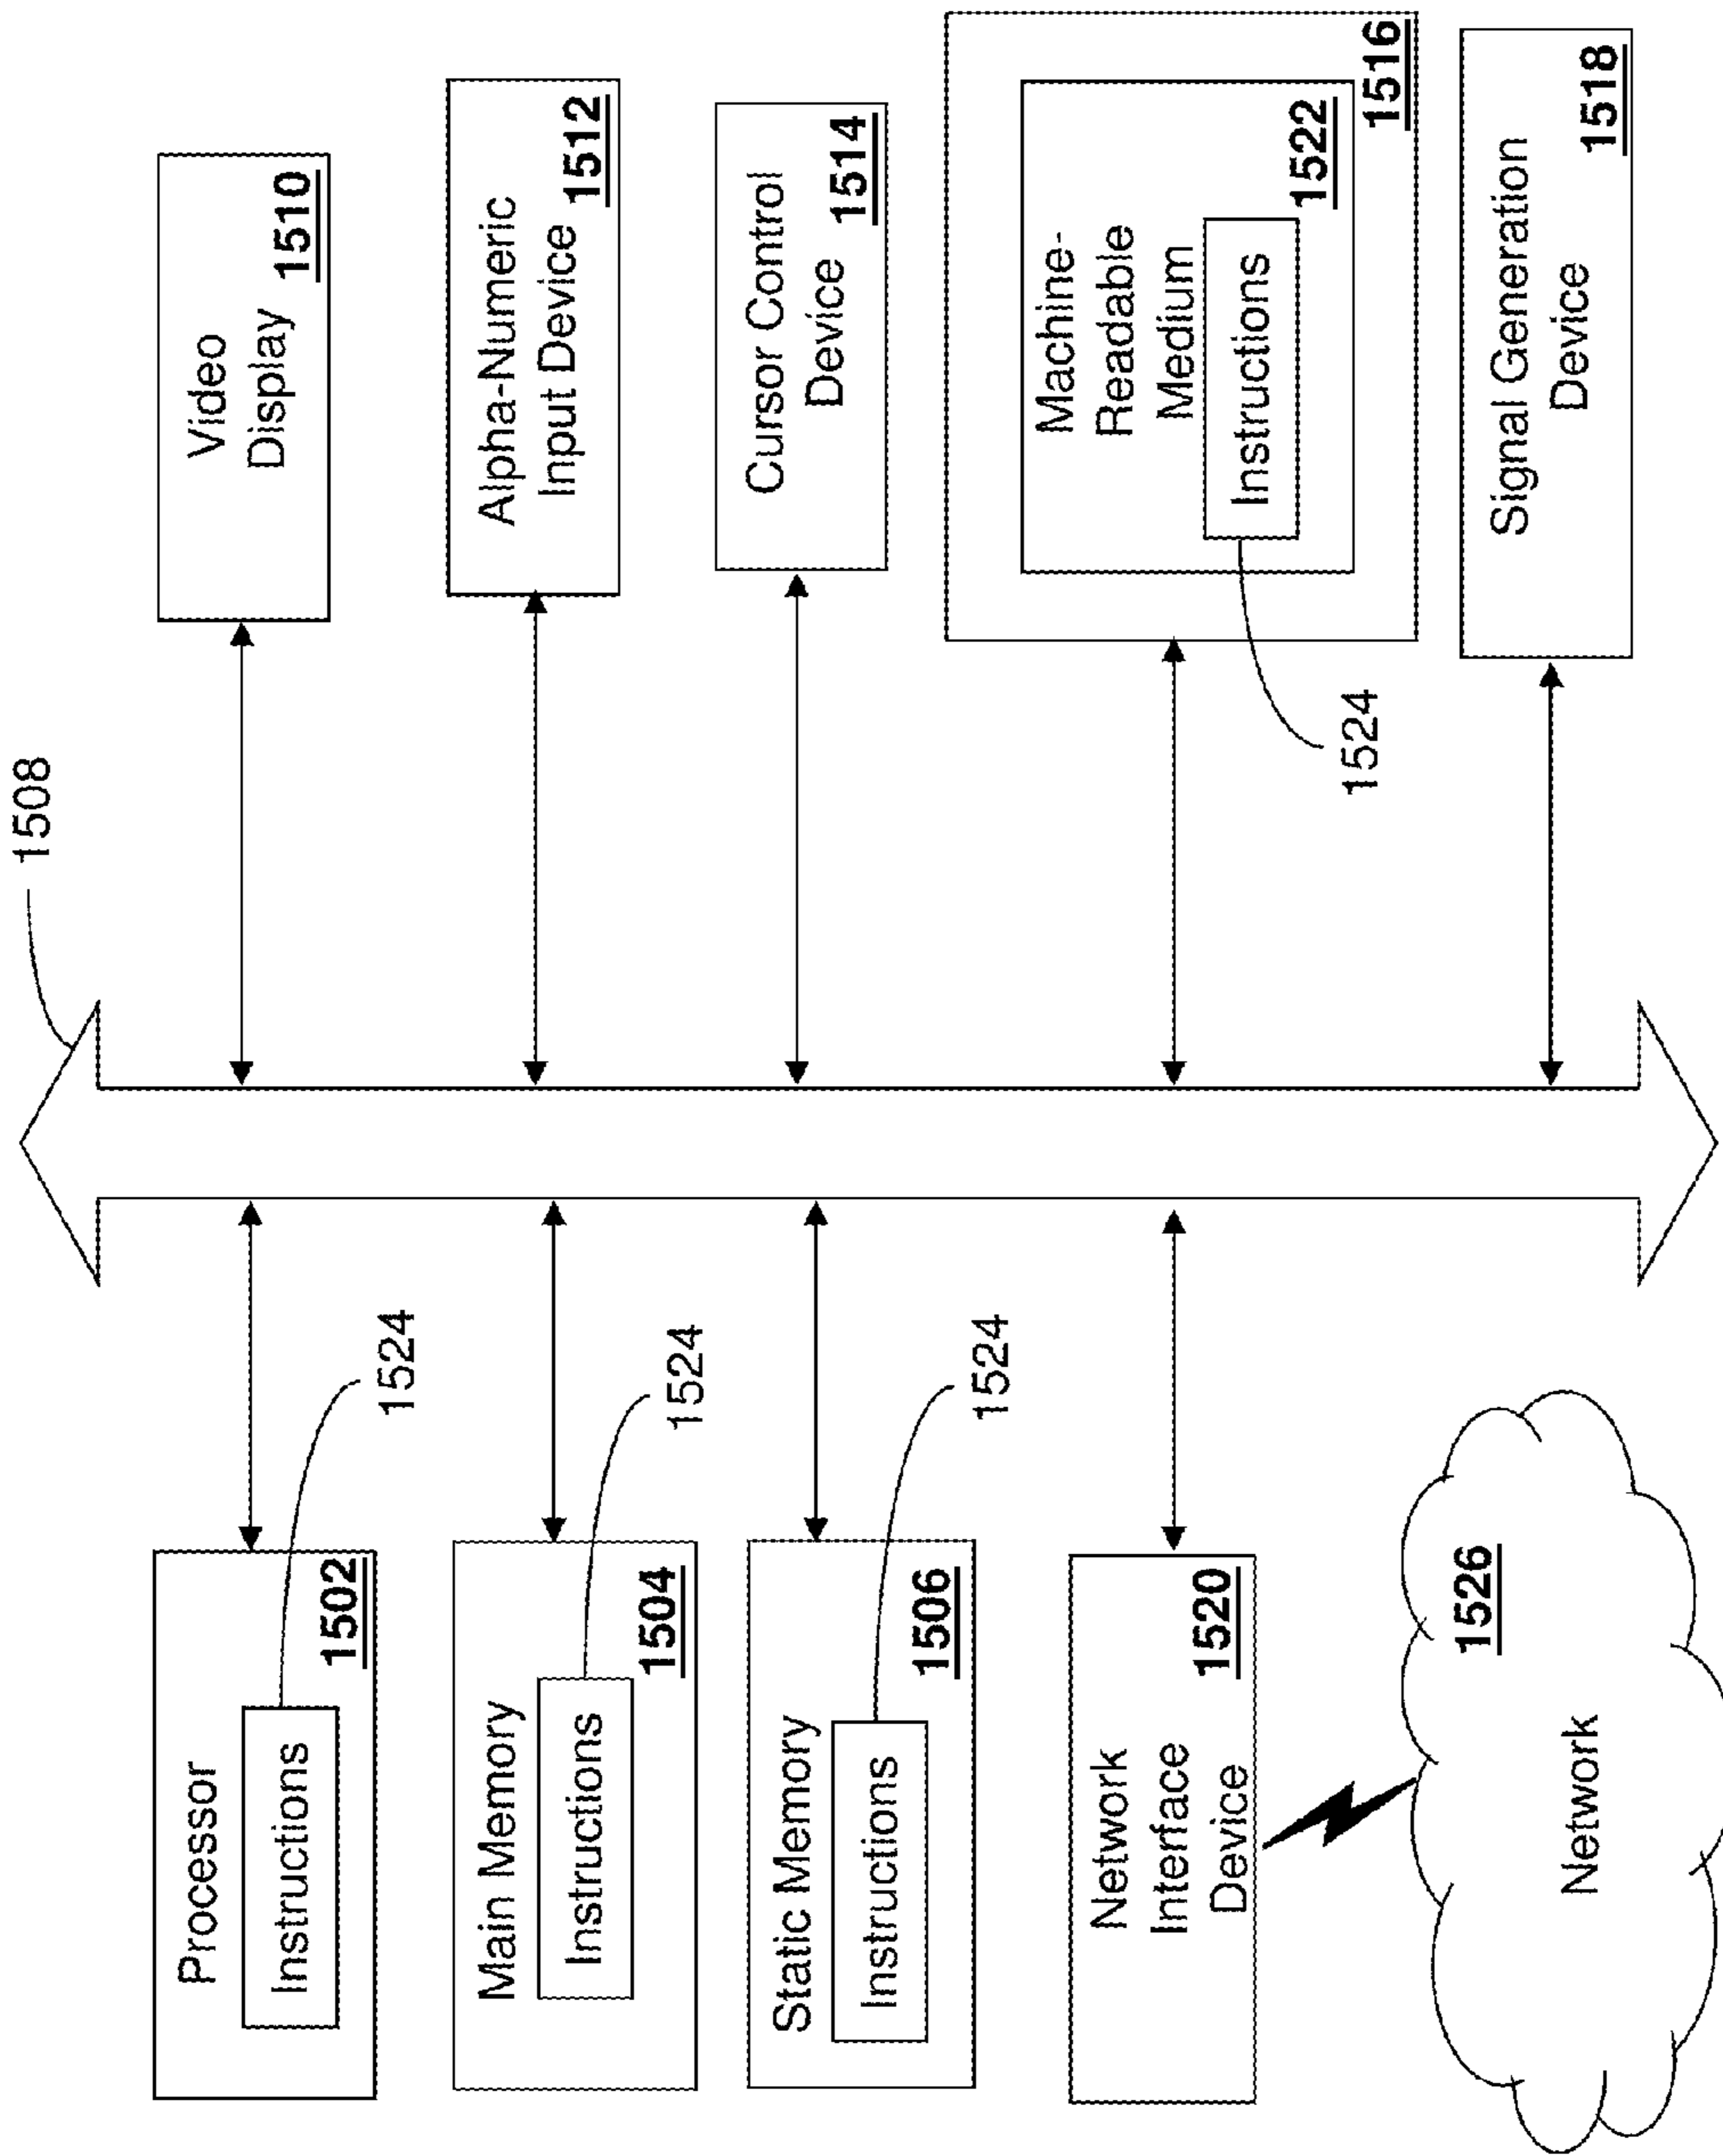 1508
Processor
Instructions
1502
1524
Main Memory
Instructions
1504
1524
Static Memory
Instructions
1506
1524
Network
Interface
Device
1520
1526
Network
Video
Display
1510
Alpha-Numeric
Input Device
1512
Cursor Control
Device
1514
Machine-
Readable
Medium
Instructions
1522
1516
1524
Signal Generation
Device
1518